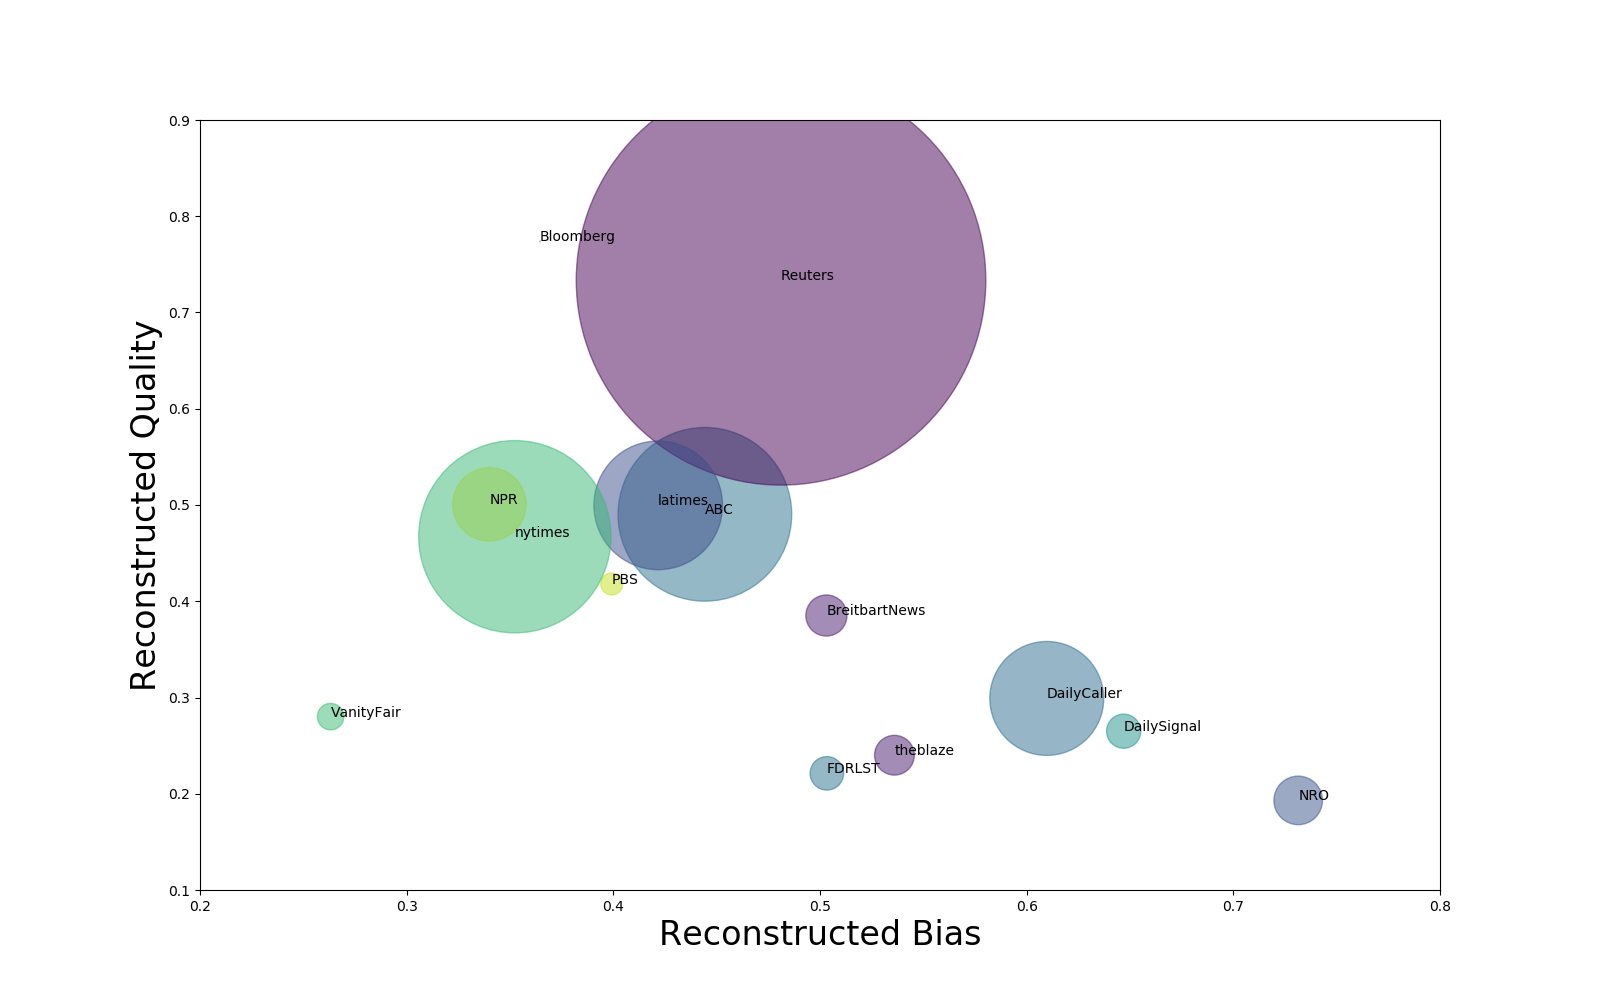 0.9
0.8
0.7
0.6
0.5
0.4
0.3
0.2
0.1
Reconstructed Quality
Bloomberg
Reuters
NPR
latimes
ABC
nytimes
PBS
BreitbartNews
DailyCaller
VanityFair
DailySignal
theblaze
FDRLST
NRO
0.2 0.3 0.4 0.5 0.6 0.7 0.8
Reconstructed Bias